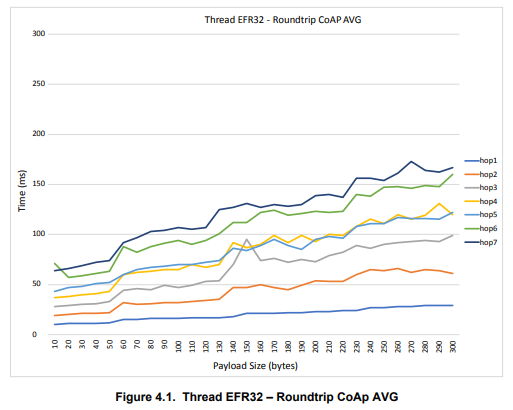 Thread EFR32 - Roundtrip CoAP AVG
300
250
200
150
100
50
0
Time (ms)
10 20 30 40 50 60 70 80 90 100 110 120 130 140 150 160 170 180 190 200 210 220 230 240 250 260 270 280 290 300
Payload Size (bytes)
hop1
hop2
hop3
hop4
hop5
hop6
hop7
Figure 4.1. Thread EFR32 – Roundtrip CoAp AVG